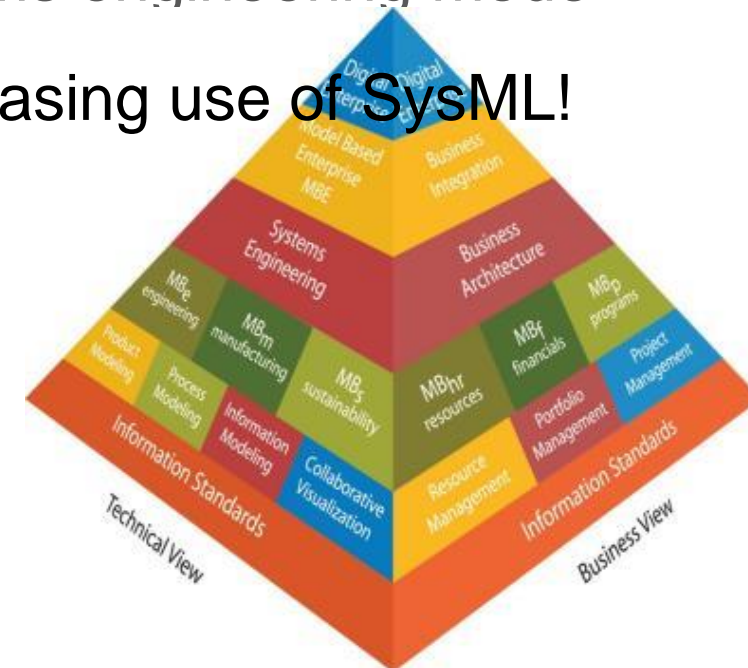 asing use of SysML!
Digital
Enterprise
Digital
Model Based
Enterprise
MBE
Business
Integration
Systems
Engineering
Business
Architecture
MBe
engineering
MBm
manufacturing
MBs
sustainability
MBhr
resources
MBf
financials
MBp
programs
Product
Modeling
Process
Modeling
Information
Modeling
Collaborative
Visualization
Resource
Management
Portfolio
Management
Project
Management
Information Standards
Information Standards
Technical View
Business View